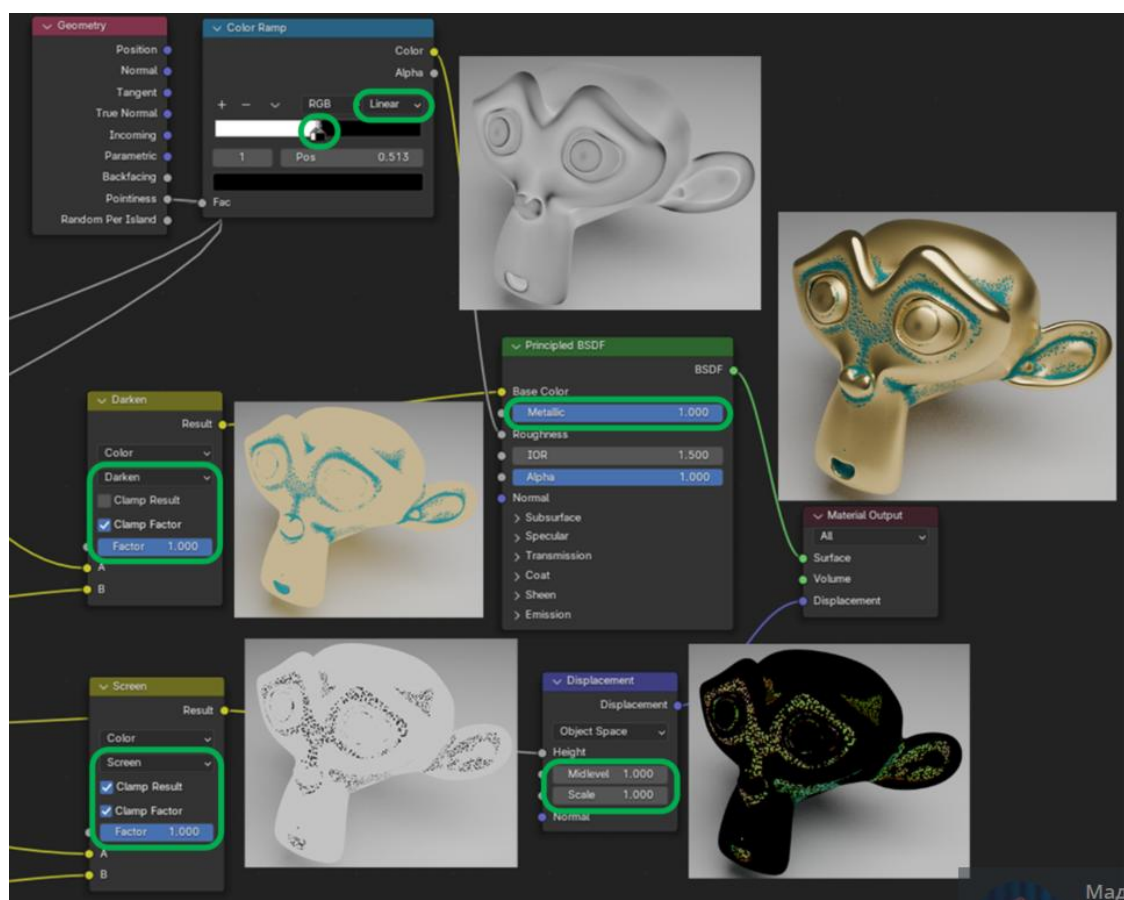 Geometry
Position
Normal
Tangent
True Normal
Incoming
Parametric
Backfacing
Pointiness
Random Per Island
Color Ramp
Color
Alpha
+ − RGB Linear
1 Pos 0.513
Fac
Principled BSDF
BSDF
Base Color
Metallic 1.000
Roughness
IOR 1.500
Alpha 1.000
Normal
Subsurface
Specular
Transmission
Coat
Sheen
Emission
Darken
Result
Color
Darken
Clamp Result
Clamp Factor
Factor 1.000
A
B
Material Output
All
Surface
Volume
Displacement
Screen
Result
Color
Screen
Clamp Result
Clamp Factor
Factor 1.000
A
B
Displacement
Displacement
Object Space
Height
Midlevel 1.000
Scale 1.000
Normal
Мад